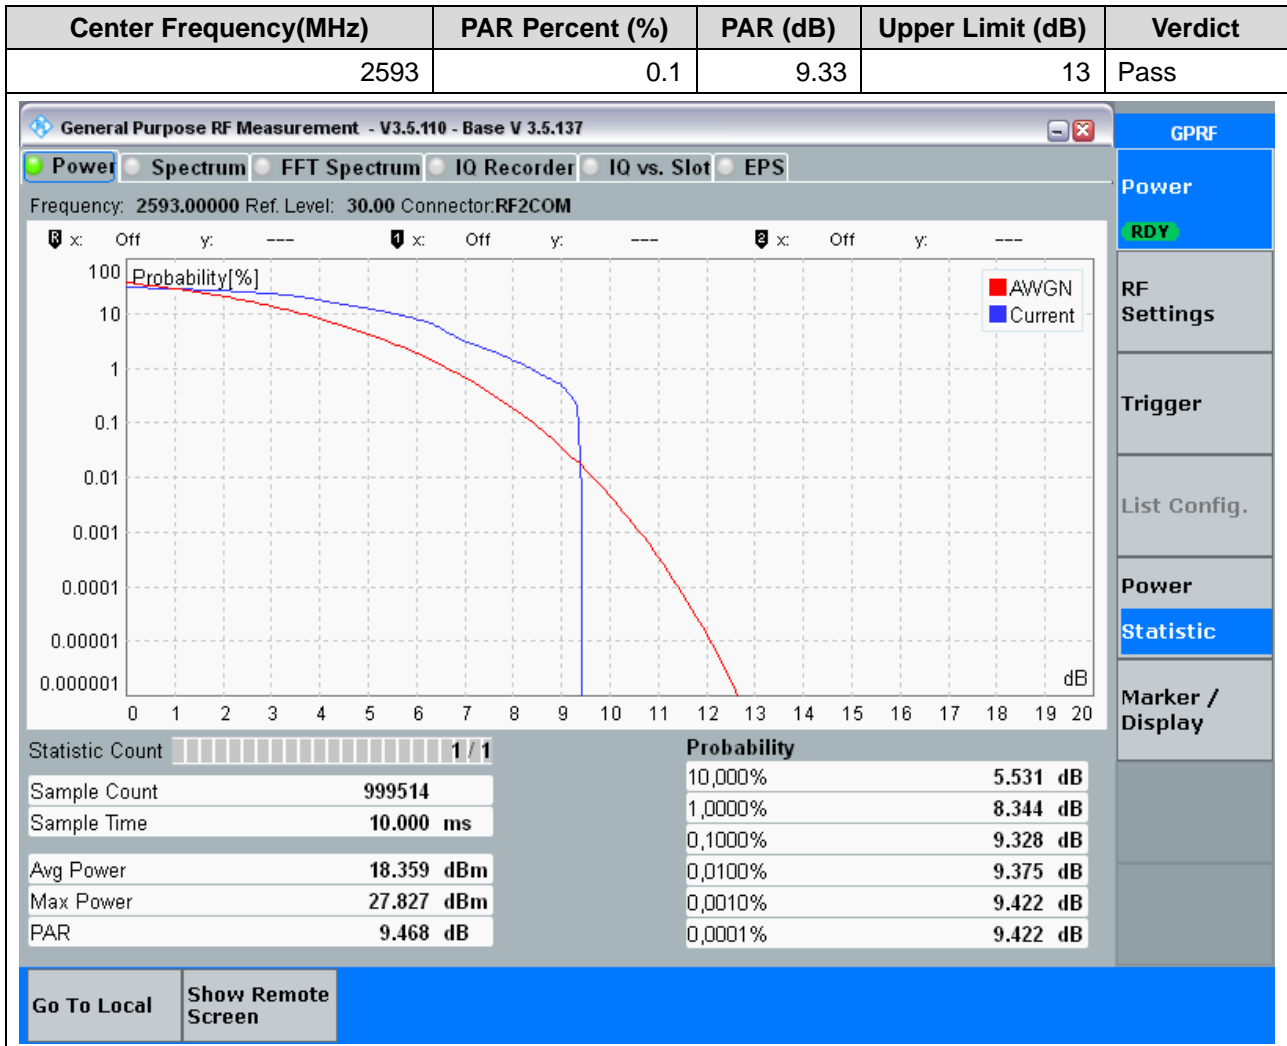 Center Frequency(MHz) PAR Percent (%) PAR (dB) Upper Limit (dB) Verdict
2593 0.1 9.33 13 Pass
General Purpose RF Measurement - V3.5.110 - Base V 3.5.137
GPRF
Power Spectrum FFT Spectrum IQ Recorder IQ vs. Slot EPS
Power
RDY
Frequency: 2593.00000 Ref. Level: 30.00 Connector:RF2COM
R x: Off y: --- 1 x: Off y: --- 2 x: Off y: ---
Probability[%]
AWGN
Current
100
10
1
0.1
0.01
0.001
0.0001
0.00001
0.000001
dB
0 1 2 3 4 5 6 7 8 9 10 11 12 13 14 15 16 17 18 19 20
RF
Settings
Trigger
List Config.
Power
Statistic
Marker /
Display
Statistic Count 1 / 1
Sample Count 999514
Sample Time 10.000 ms
Avg Power 18.359 dBm
Max Power 27.827 dBm
PAR 9.468 dB
Probability
10,000% 5.531 dB
1,0000% 8.344 dB
0,1000% 9.328 dB
0,0100% 9.375 dB
0,0010% 9.422 dB
0,0001% 9.422 dB
Go To Local
Show Remote
Screen